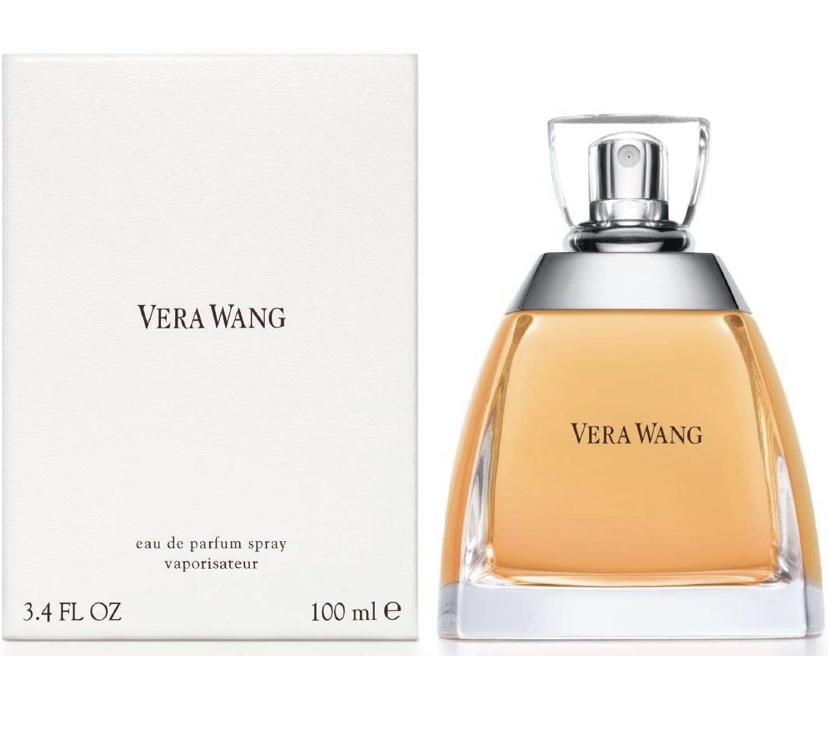 VERA WANG
eau de parfum spray
vaporisateur
3.4 FL OZ 100 ml ℮
VERA WANG